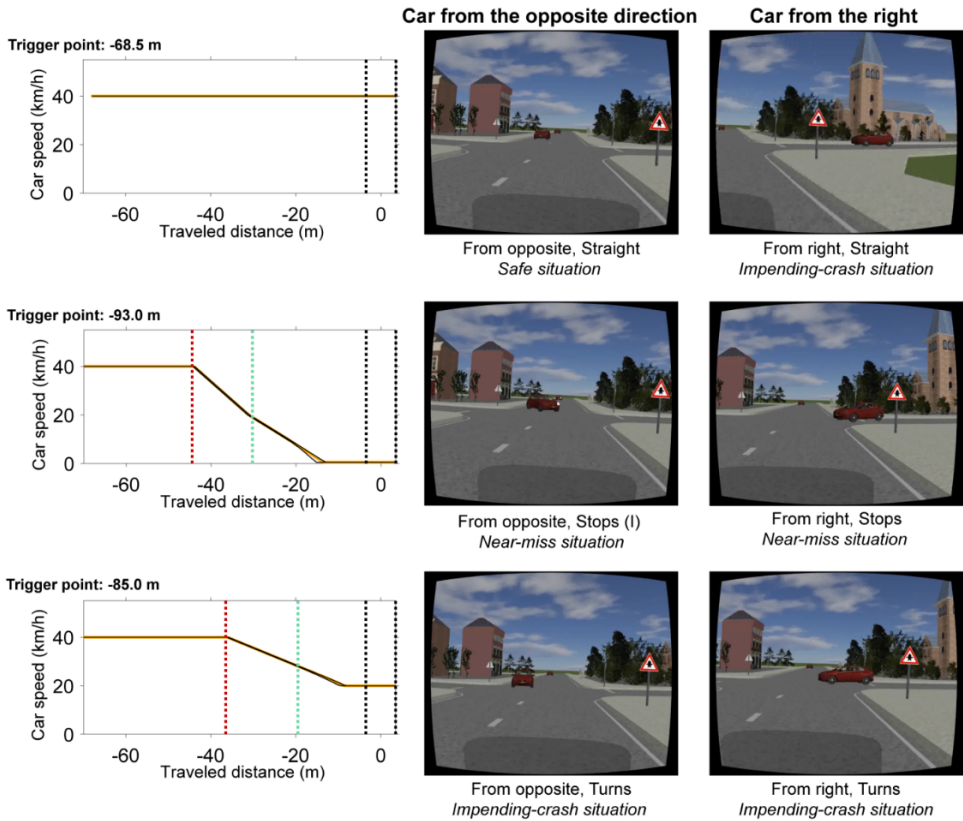 Car from the opposite direction
Car from the right
Trigger point: -68.5 m
Car speed (km/h)
40
20
0
-60
-40
-20
0
Traveled distance (m)
From opposite, Straight
Safe situation
From right, Straight
Impending-crash situation
Trigger point: -93.0 m
Car speed (km/h)
40
20
0
-60
-40
-20
0
Traveled distance (m)
From opposite, Stops (I)
Near-miss situation
From right, Stops
Near-miss situation
Trigger point: -85.0 m
Car speed (km/h)
40
20
0
-60
-40
-20
0
Traveled distance (m)
From opposite, Turns
Impending-crash situation
From right, Turns
Impending-crash situation